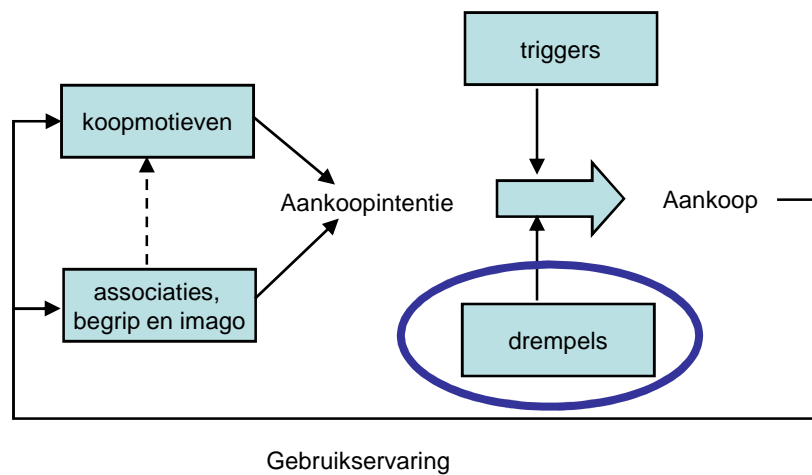 triggers
koopmotieven
Aankoopintentie
Aankoop
associaties,
begrip en imago
drempels
Gebruikservaring